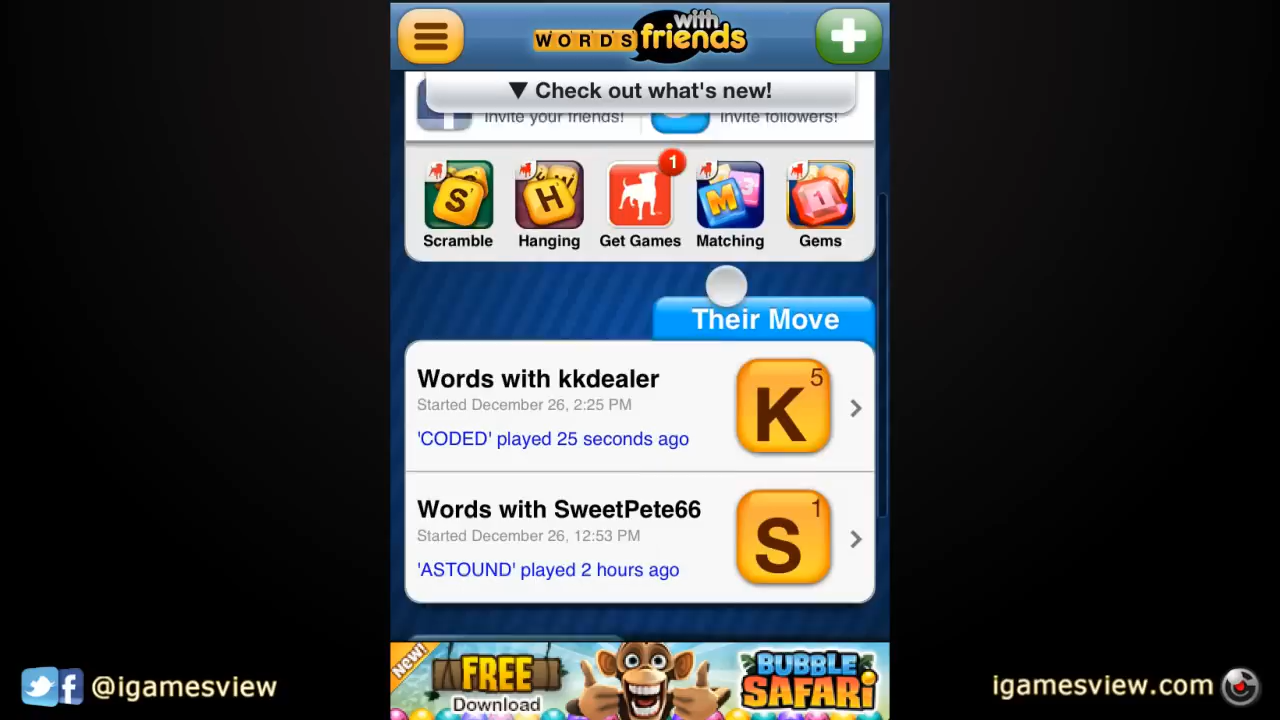 WORDS with friends
▼ Check out what's new!
Invite your friends! Invite followers!
S H 1 M 3 1
Scramble Hanging Get Games Matching Gems
Their Move
Words with kkdealer
Started December 26, 2:25 PM
'CODED' played 25 seconds ago
K 5
Words with SweetPete66
Started December 26, 12:53 PM
'ASTOUND' played 2 hours ago
S 1
New! FREE Download BUBBLE SAFARI
@igamesview
igamesview.com